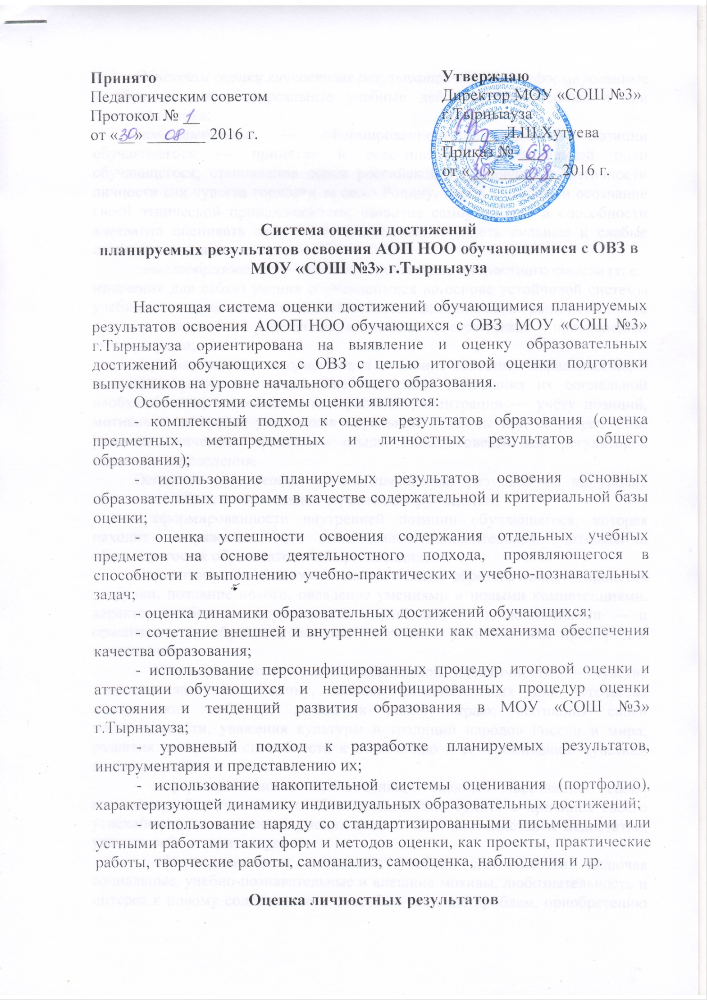 Принято
Педагогическим советом
Протокол № 1
от «30» 08 2016 г.
Утверждаю
Директор МОУ «СОШ №3»
г.Тырныауза
Л.Ш.Хутуева
Приказ № 68
от «30» 08 2016 г.
Система оценки достижений
планируемых результатов освоения АОП НОО обучающимися с ОВЗ в
МОУ «СОШ №3» г.Тырныауза
Настоящая система оценки достижений обучающимися планируемых
результатов освоения АООП НОО обучающихся с ОВЗ МОУ «СОШ №3»
г.Тырныауза ориентирована на выявление и оценку образовательных
достижений обучающихся с ОВЗ с целью итоговой оценки подготовки
выпускников на уровне начального общего образования.
Особенностями системы оценки являются:
- комплексный подход к оценке результатов образования (оценка
предметных, метапредметных и личностных результатов общего
образования);
- использование планируемых результатов освоения основных
образовательных программ в качестве содержательной и критериальной базы
оценки;
- оценка успешности освоения содержания отдельных учебных
предметов на основе деятельностного подхода, проявляющегося в
способности к выполнению учебно-практических и учебно-познавательных
задач;
- оценка динамики образовательных достижений обучающихся;
- сочетание внешней и внутренней оценки как механизма обеспечения
качества образования;
- использование персонифицированных процедур итоговой оценки и
аттестации обучающихся и неперсонифицированных процедур оценки
состояния и тенденций развития образования в МОУ «СОШ №3»
г.Тырныауза;
- уровневый подход к разработке планируемых результатов,
инструментария и представлению их;
- использование накопительной системы оценивания (портфолио),
характеризующей динамику индивидуальных образовательных достижений;
- использование наряду со стандартизированными письменными или
устными работами таких форм и методов оценки, как проекты, практические
работы, творческие работы, самоанализ, самооценка, наблюдения и др.
Оценка личностных результатов